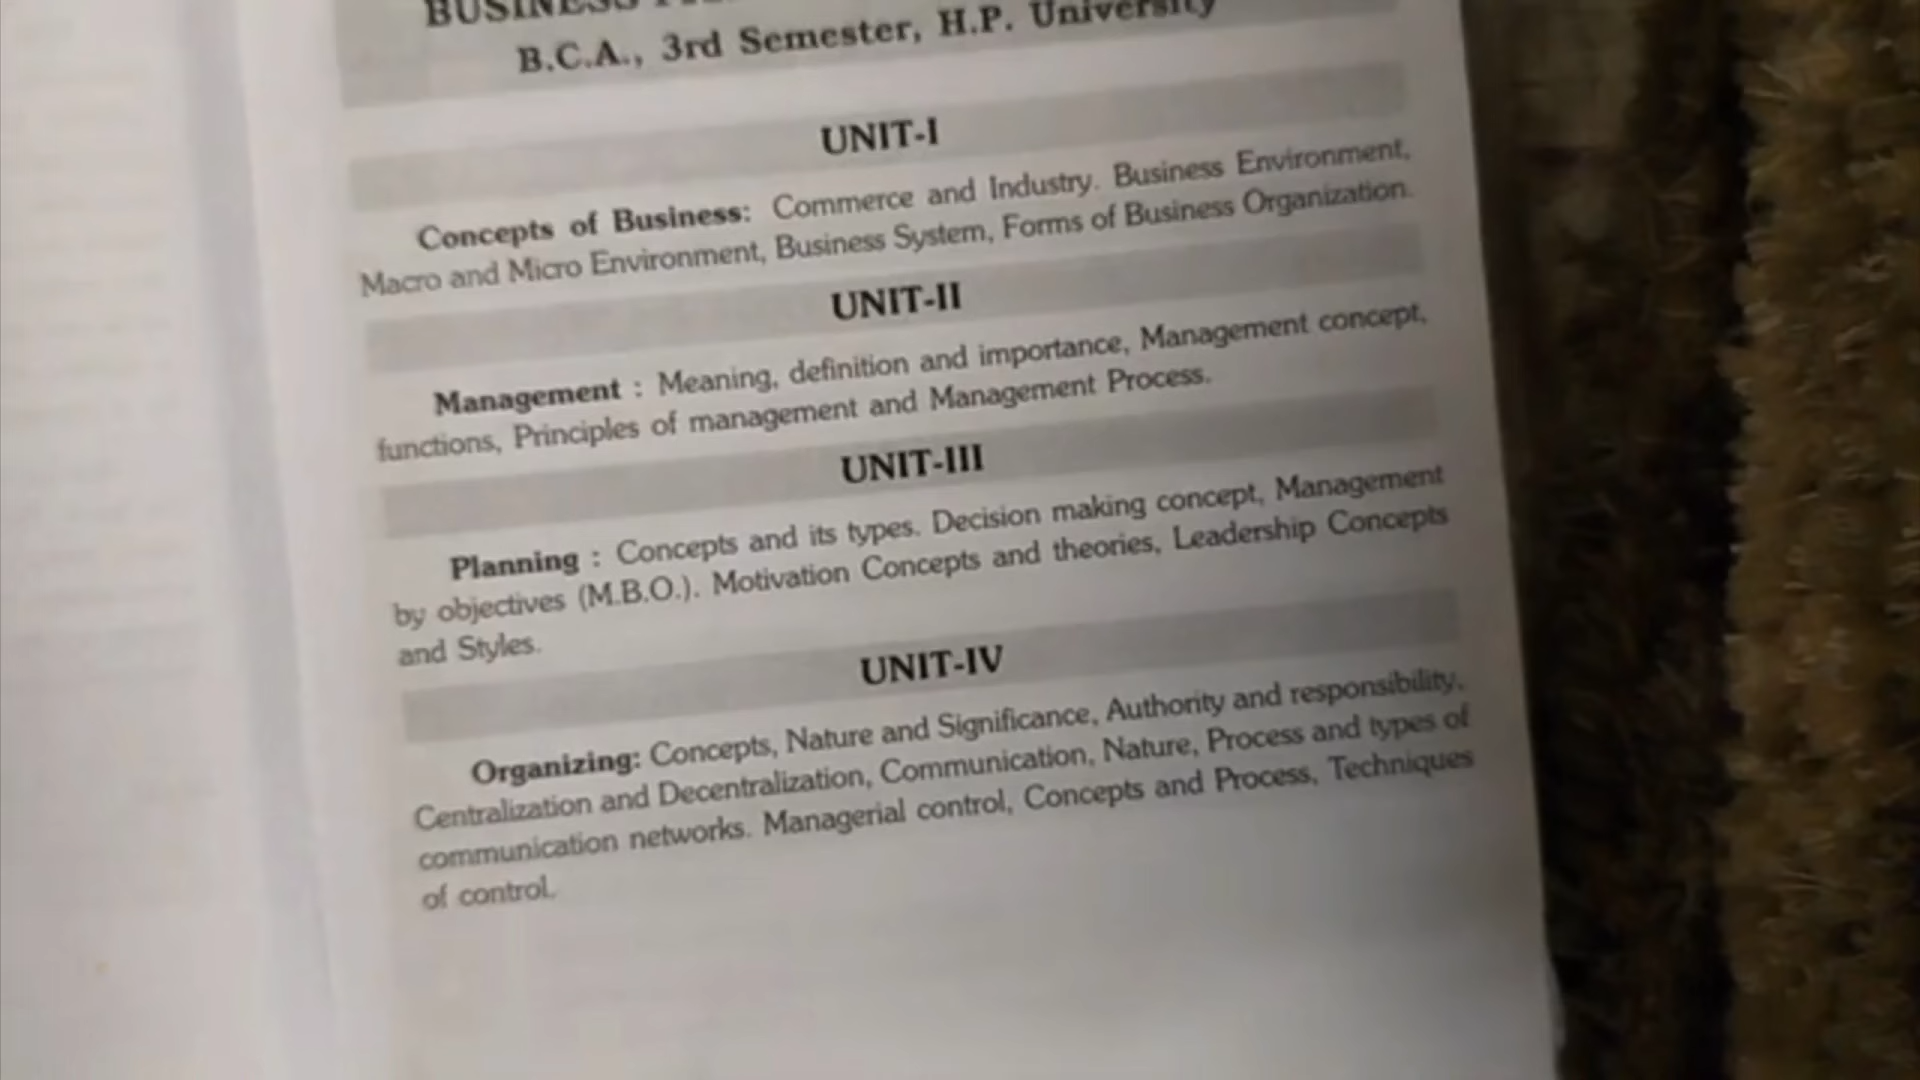 BUSINESS
B.C.A., 3rd Semester, H.P. University
UNIT-I
Concepts of Business: Commerce and Industry. Business Environment,
Macro and Micro Environment, Business System, Forms of Business Organization.
UNIT-II
Management : Meaning, definition and importance, Management concept,
functions, Principles of management and Management Process.
UNIT-III
Planning : Concepts and its types. Decision making concept, Management
by objectives (M.B.O.). Motivation Concepts and theories, Leadership Concepts
and Styles.
UNIT-IV
Organizing: Concepts, Nature and Significance, Authority and responsibility,
Centralization and Decentralization, Communication, Nature, Process and types of
communication networks. Managerial control, Concepts and Process, Techniques
of control.